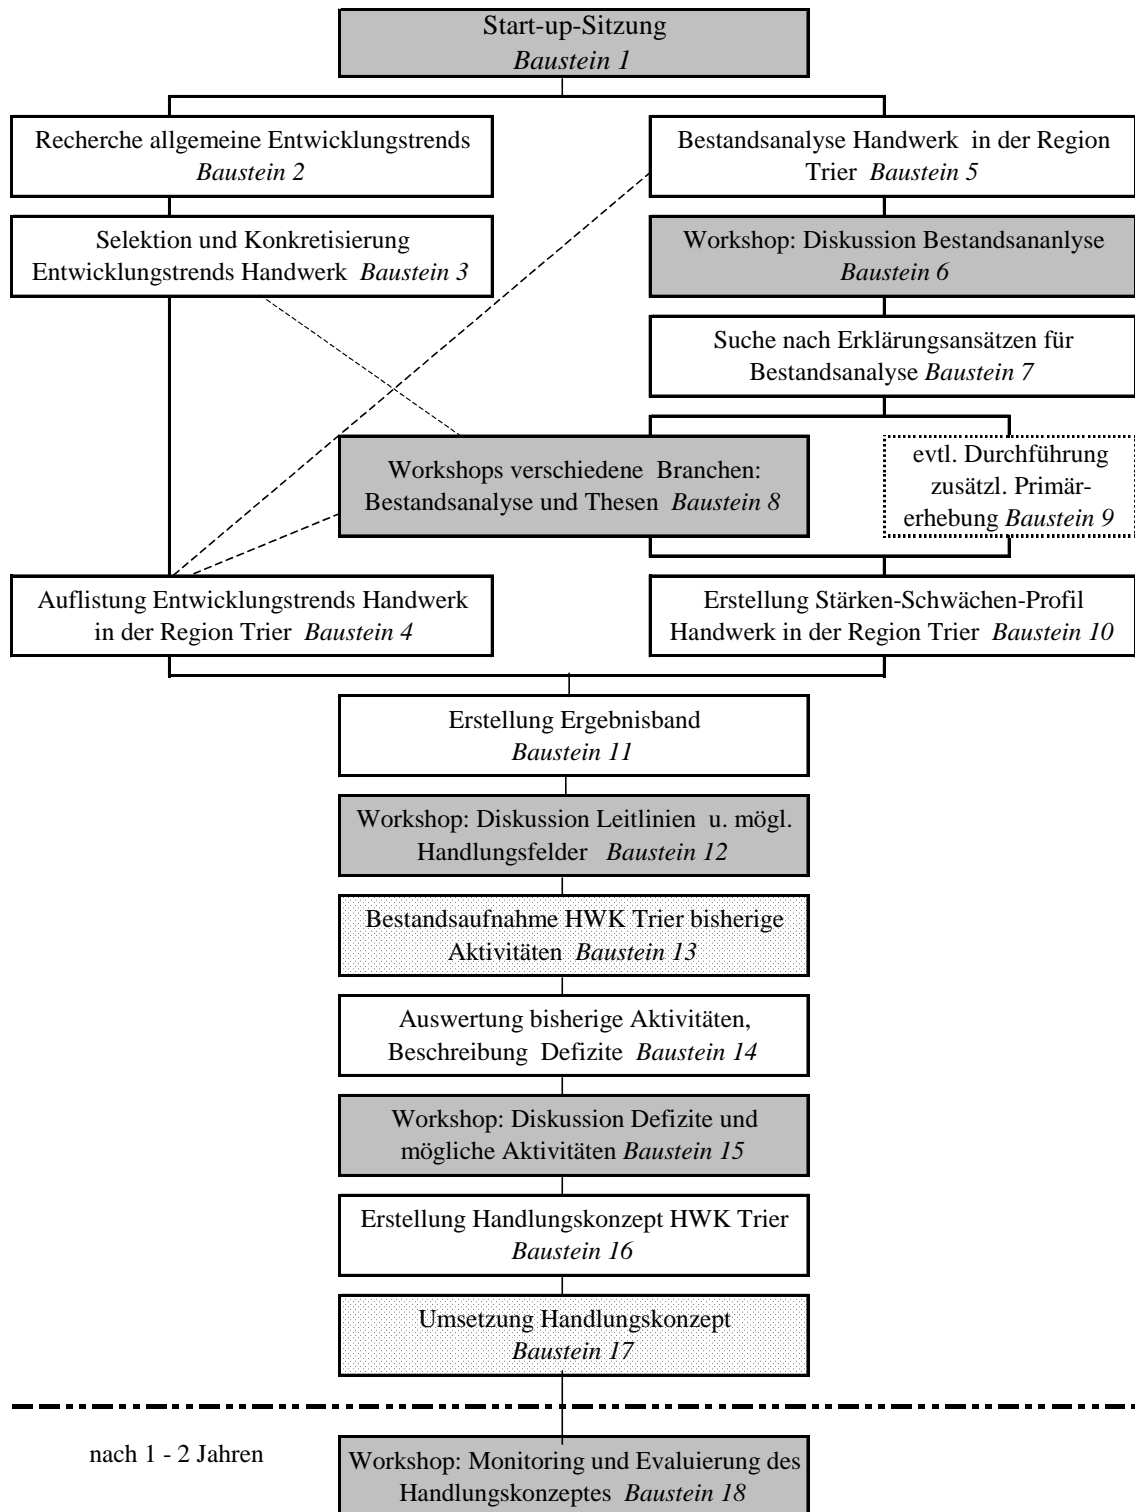 Start-up-Sitzung
Baustein 1
Recherche allgemeine Entwicklungstrends
Baustein 2
Bestandsanalyse Handwerk in der Region
Trier Baustein 5
Selektion und Konkretisierung
Entwicklungstrends Handwerk Baustein 3
Workshop: Diskussion Bestandsananlyse
Baustein 6
Suche nach Erklärungsansätzen für
Bestandsanalyse Baustein 7
Workshops verschiedene Branchen:
Bestandsanalyse und Thesen Baustein 8
evtl. Durchführung
zusätzl. Primär-
erhebung Baustein 9
Auflistung Entwicklungstrends Handwerk
in der Region Trier Baustein 4
Erstellung Stärken-Schwächen-Profil
Handwerk in der Region Trier Baustein 10
Erstellung Ergebnisband
Baustein 11
Workshop: Diskussion Leitlinien u. mögl.
Handlungsfelder Baustein 12
Bestandsaufnahme HWK Trier bisherige
Aktivitäten Baustein 13
Auswertung bisherige Aktivitäten,
Beschreibung Defizite Baustein 14
Workshop: Diskussion Defizite und
mögliche Aktivitäten Baustein 15
Erstellung Handlungskonzept HWK Trier
Baustein 16
Umsetzung Handlungskonzept
Baustein 17
nach 1 - 2 Jahren
Workshop: Monitoring und Evaluierung des
Handlungskonzeptes Baustein 18